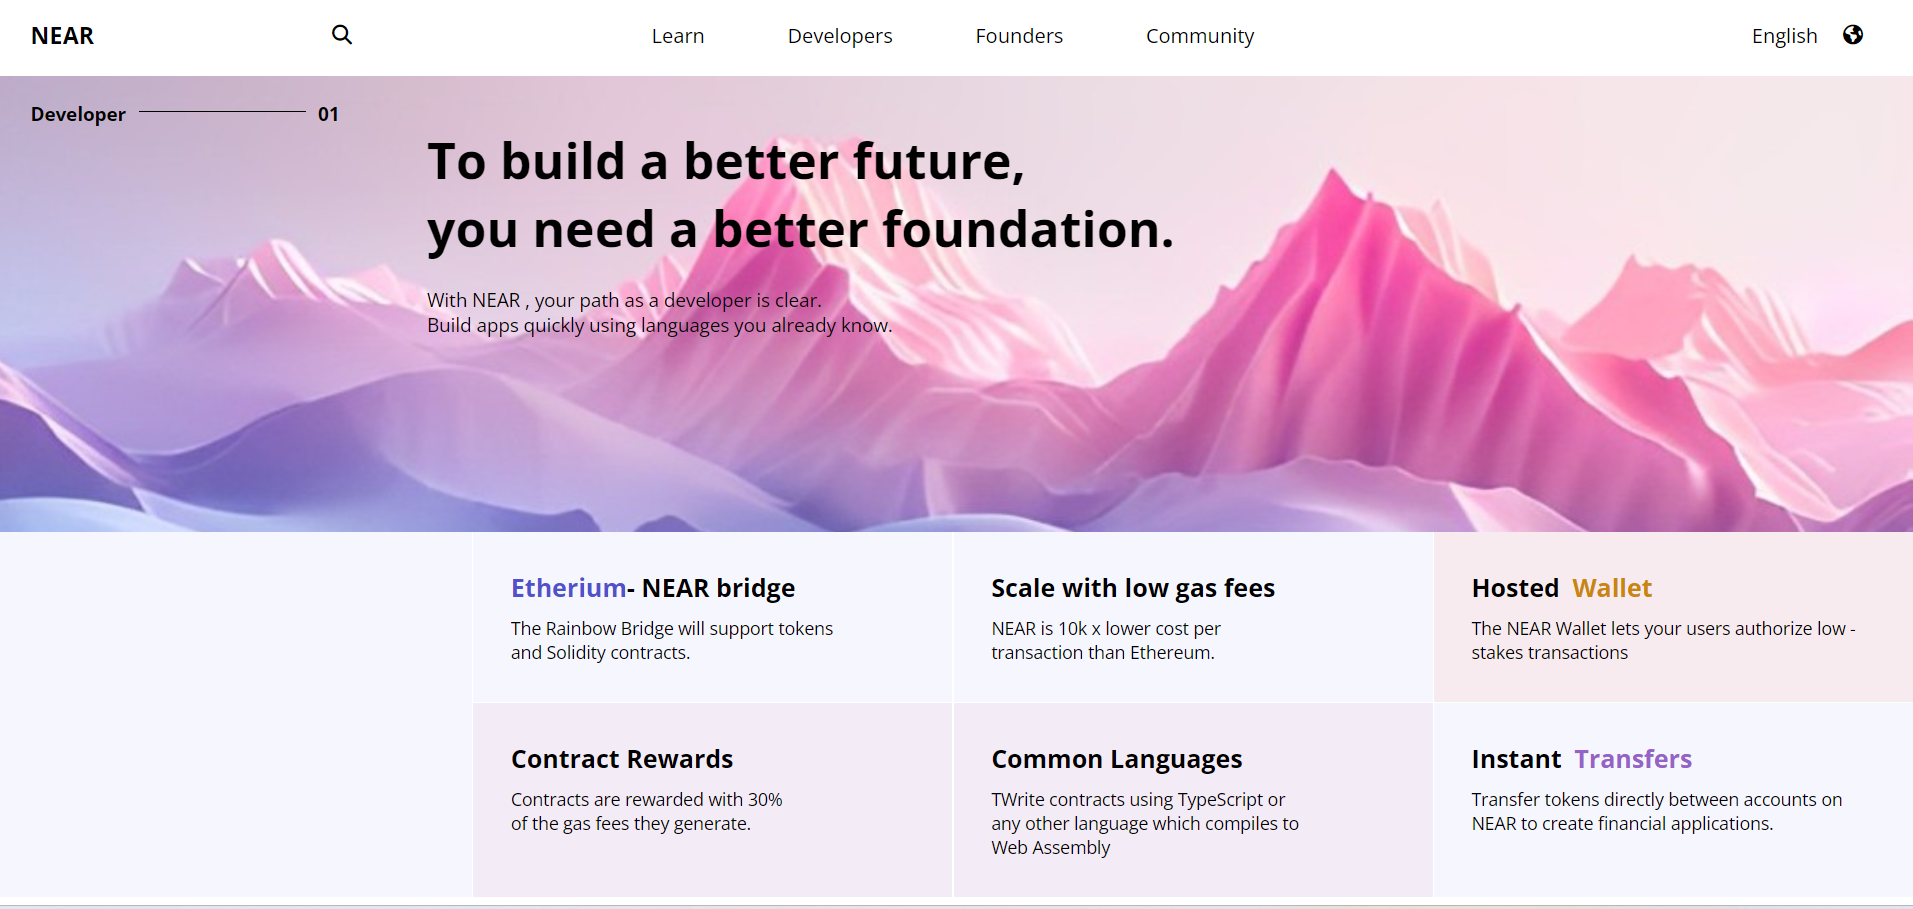 NEAR
Learn
Developers
Founders
Community
English
Developer
01
To build a better future,
you need a better foundation.
With NEAR , your path as a developer is clear.
Build apps quickly using languages you already know.
Etherium- NEAR bridge
The Rainbow Bridge will support tokens
and Solidity contracts.
Scale with low gas fees
NEAR is 10k x lower cost per
transaction than Ethereum.
Hosted Wallet
The NEAR Wallet lets your users authorize low -
stakes transactions
Contract Rewards
Contracts are rewarded with 30%
of the gas fees they generate.
Common Languages
TWrite contracts using TypeScript or
any other language which compiles to
Web Assembly
Instant Transfers
Transfer tokens directly between accounts on
NEAR to create financial applications.